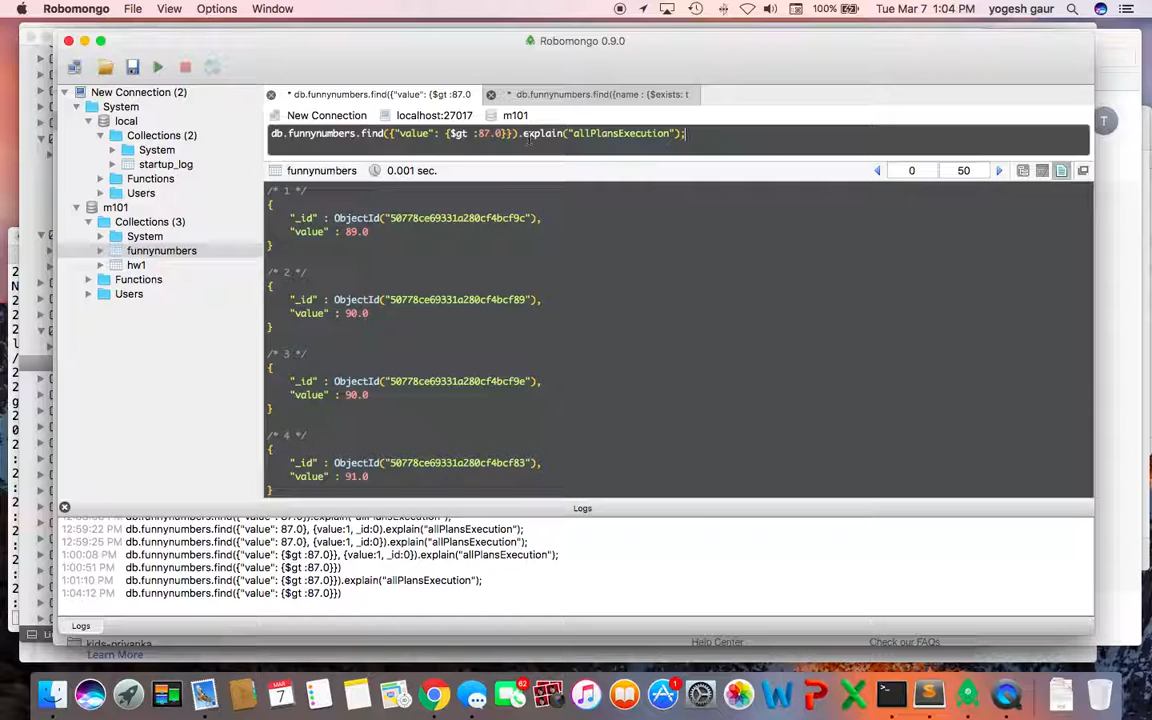 Robomongo File View Options Window 100% Tue Mar 7 1:04 PM yogesh gaur
Robomongo 0.9.0
New Connection (2)
System
local
Collections (2)
System
startup_log
Functions
Users
m101
Collections (3)
System
funnynumbers
hw1
Functions
Users
* db.funnynumbers.find({"value": {$gt :87.0 * db.funnynumbers.find({name : {$exists: t
New Connection localhost:27017 m101
db.funnynumbers.find({"value": {$gt :87.0}}).explain("allPlansExecution");
funnynumbers 0.001 sec. 0 50
/* 1 */
{
"_id" : ObjectId("50778ce69331a280cf4bcf9c"),
"value" : 89.0
}
/* 2 */
{
"_id" : ObjectId("50778ce69331a280cf4bcf89"),
"value" : 90.0
}
/* 3 */
{
"_id" : ObjectId("50778ce69331a280cf4bcf9e"),
"value" : 90.0
}
/* 4 */
{
"_id" : ObjectId("50778ce69331a280cf4bcf83"),
"value" : 91.0
}
Logs
12:59:22 PM db.funnynumbers.find({"value": 87.0}, {value:1, _id:0}).explain("allPlansExecution");
12:59:25 PM db.funnynumbers.find({"value": 87.0}, {value:1, _id:0}).explain("allPlansExecution");
1:00:08 PM db.funnynumbers.find({"value": {$gt :87.0}}, {value:1, _id:0}).explain("allPlansExecution");
1:00:51 PM db.funnynumbers.find({"value": {$gt :87.0}})
1:01:10 PM db.funnynumbers.find({"value": {$gt :87.0}}).explain("allPlansExecution");
1:04:12 PM db.funnynumbers.find({"value": {$gt :87.0}})
Logs
kids-priyanka
Learn More
Help Center
Check our FAQs
T
MAR
7
62
1